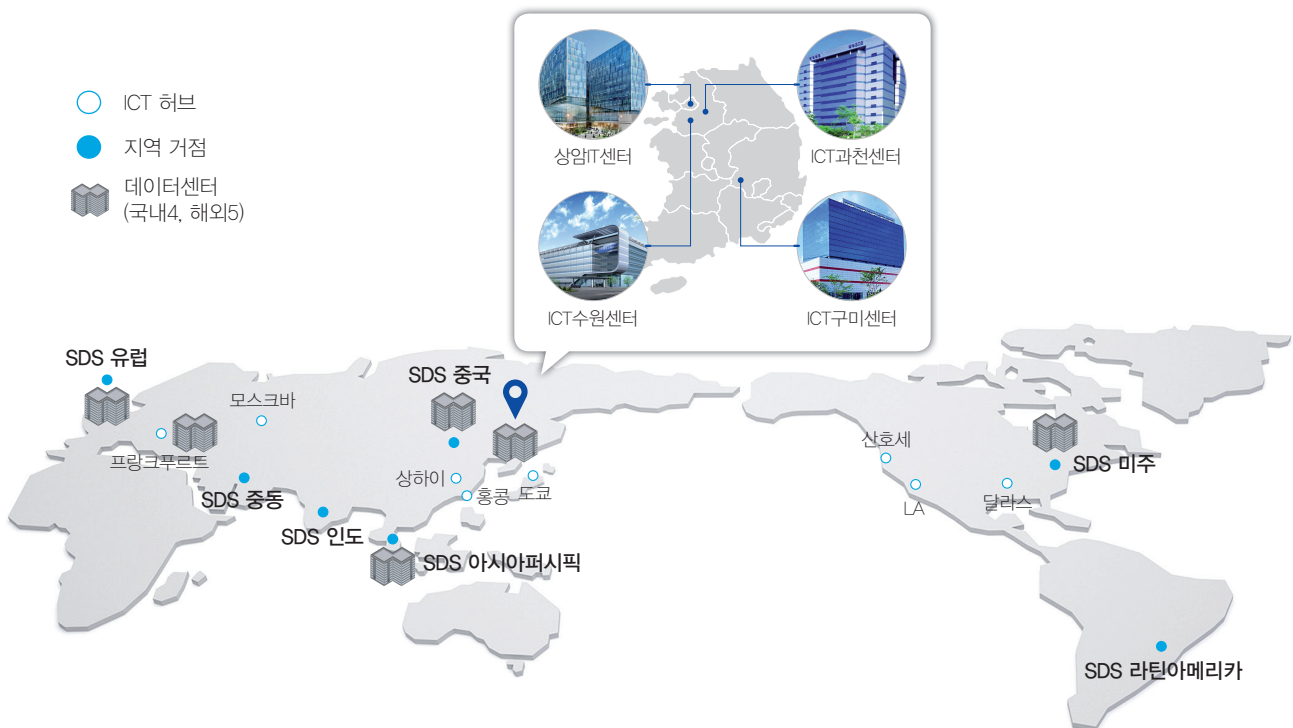 ICT 허브
지역 거점
데이터센터
(국내4, 해외5)
상암IT센터
ICT과천센터
ICT수원센터
ICT구미센터
SDS 유럽
모스크바
프랑크푸르트
SDS 중동
SDS 인도
SDS 중국
상하이
홍콩
도쿄
SDS 아시아퍼시픽
산호세
LA
달라스
SDS 미주
SDS 라틴아메리카